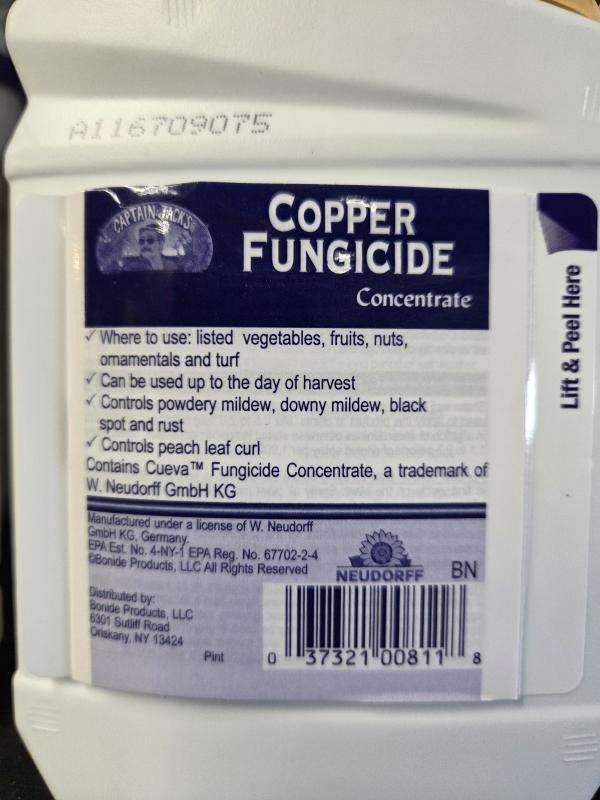 A116709075
CAPTAIN JACK'S
COPPER
FUNGICIDE
Concentrate
✓ Where to use: listed vegetables, fruits, nuts,
ornamentals and turf
✓ Can be used up to the day of harvest
✓ Controls powdery mildew, downy mildew, black
spot and rust
✓ Controls peach leaf curl
Contains Cueva™ Fungicide Concentrate, a trademark of
W. Neudorff GmbH KG
Manufactured under a license of W. Neudorff
GmbH KG, Germany.
EPA Est. No. 4-NY-1 EPA Reg. No. 67702-2-4
©Bonide Products, LLC All Rights Reserved
NEUDORFF
BN
Distributed by:
Bonide Products, LLC
6301 Sutliff Road
Oriskany, NY 13424
Pint
0 37321 00811 8
Lift & Peel Here